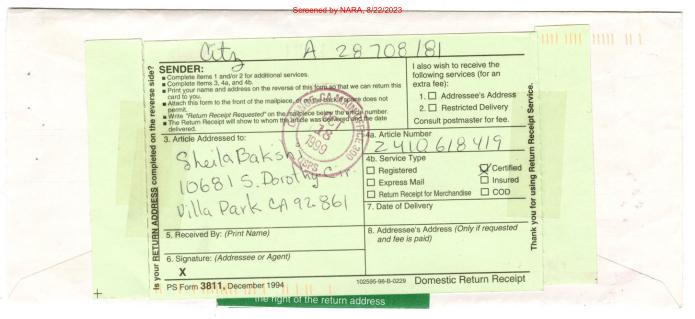 Screened by NARA, 8/22/2023
City A 28 708 181
Is your RETURN ADDRESS completed on the reverse side?
SENDER:
■ Complete items 1 and/or 2 for additional services.
■ Complete items 3, 4a, and 4b.
■ Print your name and address on the reverse of this form so that we can return this
card to you.
■ Attach this form to the front of the mailpiece, or on the back if space does not
permit.
■ Write "Return Receipt Requested" on the mailpiece below the article number.
■ The Return Receipt will show to whom the article was delivered and the date
delivered.
I also wish to receive the
following services (for an
extra fee):
1. ☐ Addressee's Address
2. ☐ Restricted Delivery
Consult postmaster for fee.
3. Article Addressed to:
Sheila Bakshi
10681 S. Dorothy Cir
Villa Park CA 92861
OCT
18
1999
USPS
4a. Article Number
Z 410 618 419
4b. Service Type
☐ Registered ☑ Certified
☐ Express Mail ☐ Insured
☐ Return Receipt for Merchandise ☐ COD
7. Date of Delivery
5. Received By: (Print Name)
8. Addressee's Address (Only if requested
and fee is paid)
6. Signature: (Addressee or Agent)
X
PS Form 3811, December 1994
102595-98-B-0229 Domestic Return Receipt
Thank you for using Return Receipt Service.
the right of the return address